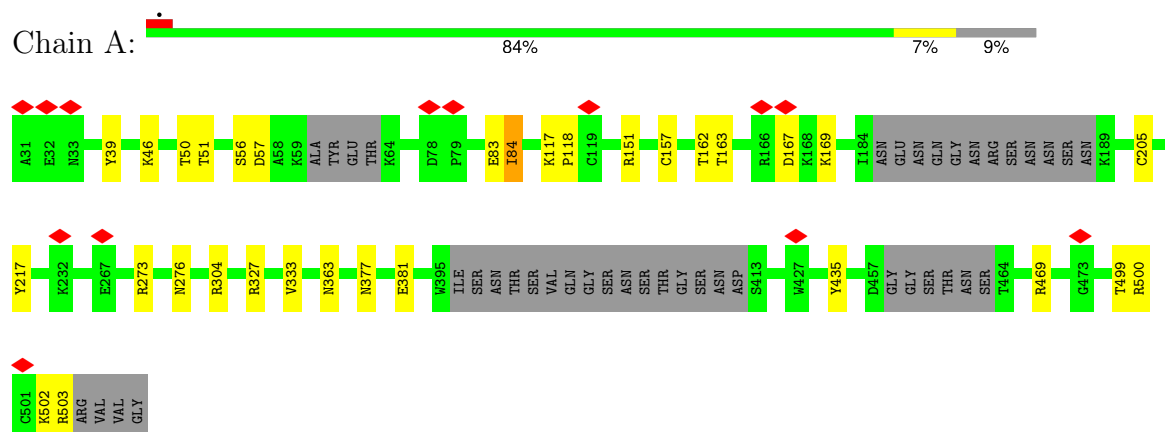 Chain A:
84% 7% 9%
A31 E32 N33 Y39 K46 T50 T51 S56 D57 A58 K59 ALA TYR GLU THR K64 D78 P79 E83 I84 K117 P118 C119 R151 C157 T162 T163 R166 D167 K168 K169 I184 ASN GLU ASN GLN GLY ASN ARG SER ASN ASN SER ASN K189 C205
Y217 K232 E267 R273 N276 R304 R327 V333 N363 N377 E381 W395 ILE SER ASN THR SER VAL GLN GLY SER ASN SER THR GLY SER ASN ASP S413 W427 Y435 D457 GLY GLY SER THR ASN SER T464 R469 G473 T499 R500
C501 K502 R503 ARG VAL VAL GLY